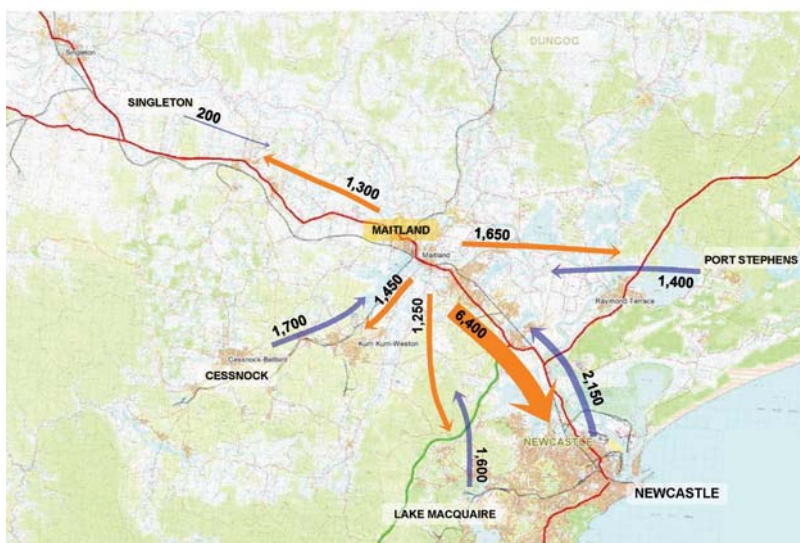 DUNGOG
Singleton
SINGLETON
200
1,300
MAITLAND
1,650
Maitland
PORT STEPHENS
1,400
1,450
Raymond Terrace
1,250
6,400
1,700
Kurri Kurri-Weston
Cessnock-Bellbird
CESSNOCK
2,150
NEWCASTLE
1,600
NEWCASTLE
LAKE MACQUAIRE